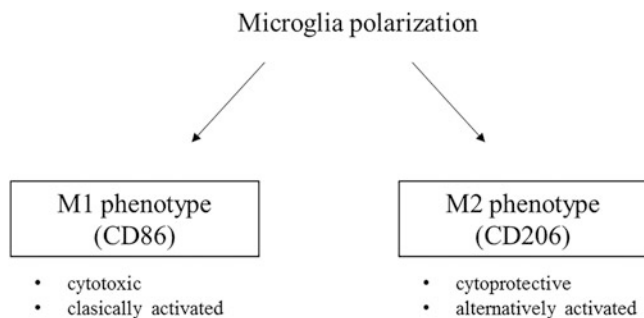 Microglia polarization
M1 phenotype
(CD86)
• cytotoxic
• clasically activated
M2 phenotype
(CD206)
• cytoprotective
• alternatively activated